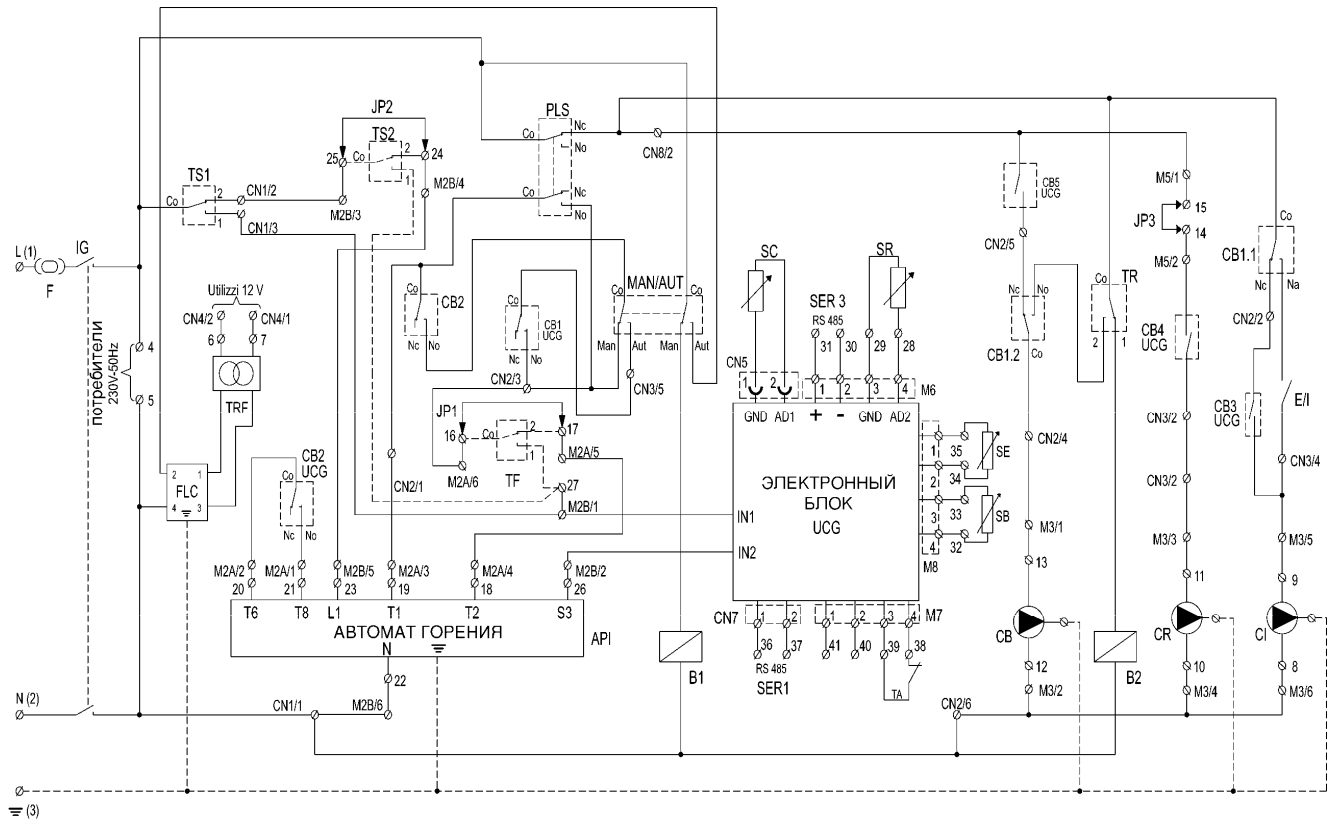 JP2
TS2
Co
2
1
25
24
PLS
Co
Nc
No
Co
Nc
No
CN8/2
TS1
Co
2
1
CN1/2
CN1/3
M2B/3
M2B/4
L (1)
F
IG
потребители
230V-50Hz
4
5
Utilizzi 12 V
CN4/2
CN4/1
6
7
TRF
FLC
2
1
4
3
CB2
UCG
Co
Nc
No
CB2
Co
Nc
No
CB1
UCG
Co
Nc
No
CN2/3
MAN/AUT
Co
Co
Man
Aut
Man
Aut
CN3/5
JP1
16
17
Co
2
1
TF
M2A/6
M2A/5
27
M2B/1
CN2/1
SC
SR
SER 3
RS 485
31
30
29
28
CN5
1
2
M6
1
2
3
4
GND
AD1
+
-
GND
AD2
ЭЛЕКТРОННЫЙ
БЛОК
UCG
IN1
IN2
1
2
3
4
M8
35
34
33
32
SE
SB
CN7
1
2
M7
1
2
3
4
36
37
41
40
39
38
RS 485
SER1
TA
M2A/2
20
M2A/1
21
M2B/5
23
M2A/3
19
M2A/4
18
M2B/2
26
T6
T8
L1
T1
T2
S3
АВТОМАТ ГОРЕНИЯ
API
N
22
M2B/6
CN1/1
N (2)
(3)
B1
CB5
UCG
CN2/5
Nc
No
CB1.2
Co
CN2/4
M3/1
13
CB
12
M3/2
CN2/6
TR
Co
2
1
B2
M5/1
JP3
15
14
M5/2
CB4
UCG
CN3/2
CN3/2
M3/3
11
CR
10
M3/4
CB1.1
Co
Nc
Na
CN2/2
CB3
UCG
E/I
CN3/4
M3/5
9
CI
8
M3/6